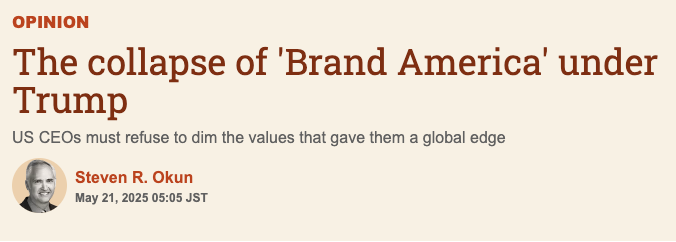 OPINION
The collapse of 'Brand America' under
Trump
US CEOs must refuse to dim the values that gave them a global edge
Steven R. Okun
May 21, 2025 05:05 JST